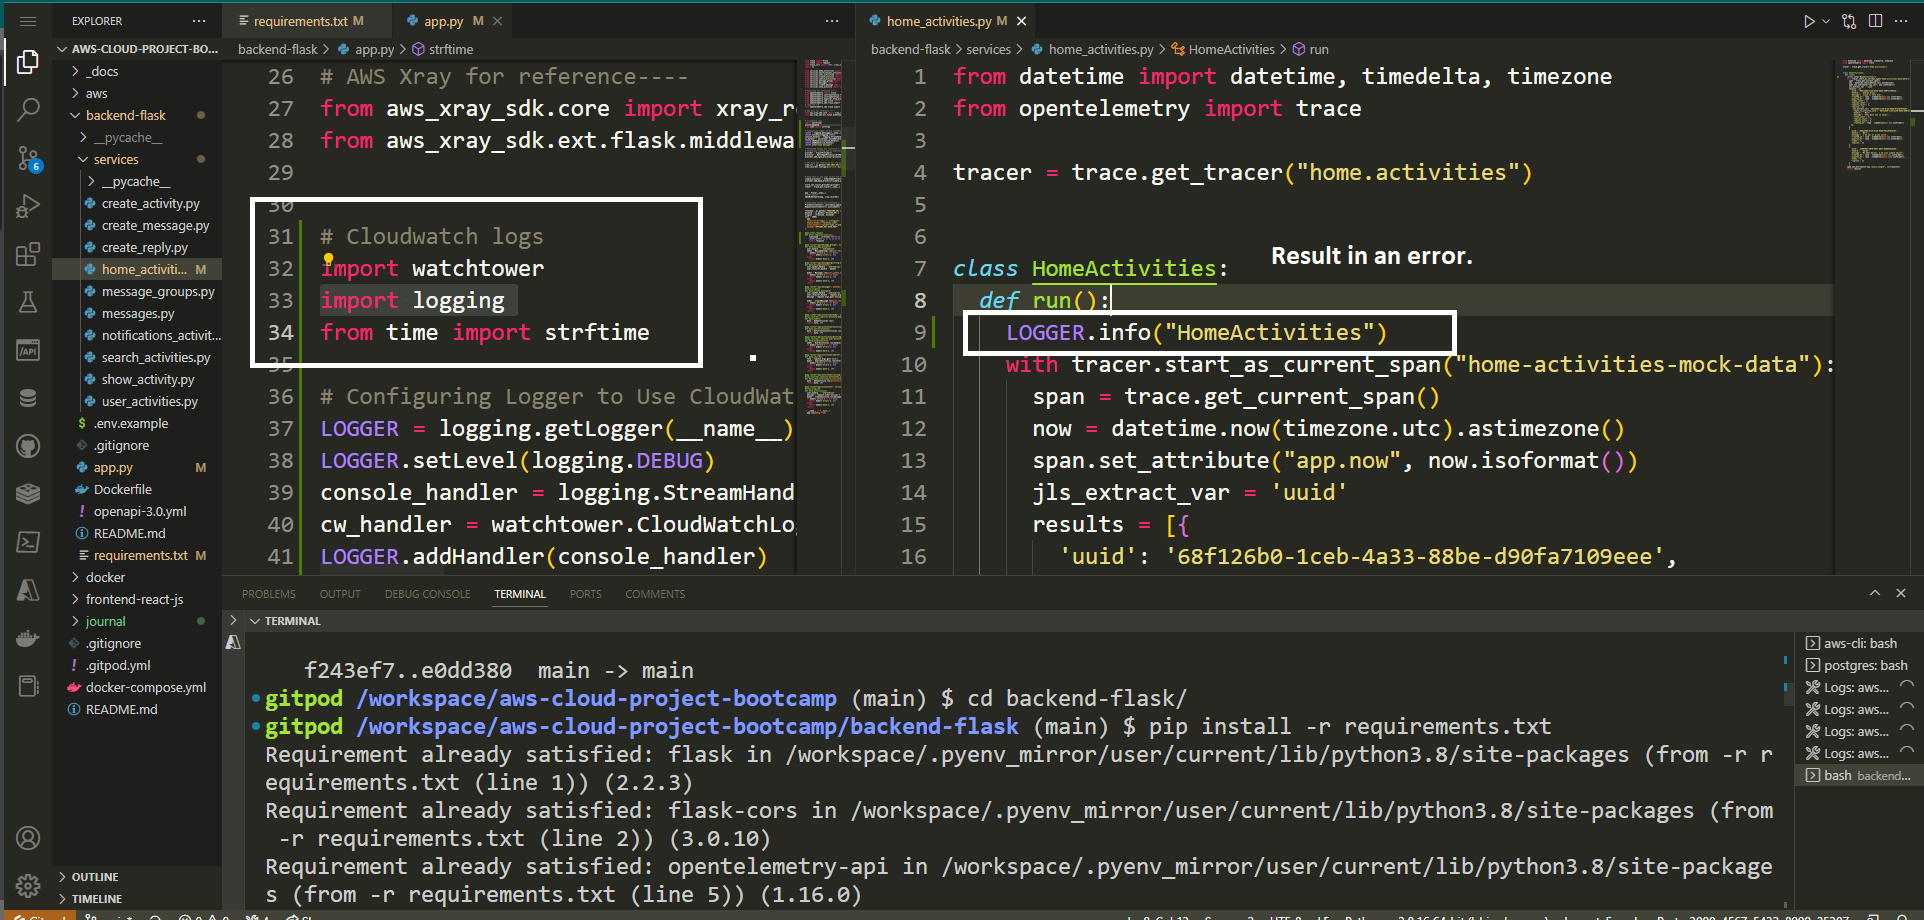 EXPLORER
AWS-CLOUD-PROJECT-BO...
_docs
aws
backend-flask
__pycache__
services
__pycache__
create_activity.py
create_message.py
create_reply.py
home_activiti... M
message_groups.py
messages.py
notifications_activit...
search_activities.py
show_activity.py
user_activities.py
.env.example
.gitignore
app.py M
Dockerfile
openapi-3.0.yml
README.md
requirements.txt M
docker
frontend-react-js
journal
.gitignore
.gitpod.yml
docker-compose.yml
README.md
OUTLINE
TIMELINE
6
requirements.txt M
app.py M
backend-flask > app.py > strftime
26 # AWS Xray for reference----
27 from aws_xray_sdk.core import xray_r
28 from aws_xray_sdk.ext.flask.middlewa
29
30
31 # Cloudwatch logs
32 import watchtower
33 import logging
34 from time import strftime
35
36 # Configuring Logger to Use CloudWat
37 LOGGER = logging.getLogger(__name__)
38 LOGGER.setLevel(logging.DEBUG)
39 console_handler = logging.StreamHand
40 cw_handler = watchtower.CloudWatchLo
41 LOGGER.addHandler(console_handler)
home_activities.py M
backend-flask > services > home_activities.py > HomeActivities > run
1 from datetime import datetime, timedelta, timezone
2 from opentelemetry import trace
3
4 tracer = trace.get_tracer("home.activities")
5
6
Result in an error.
7 class HomeActivities:
8 def run():
9 LOGGER.info("HomeActivities")
10 with tracer.start_as_current_span("home-activities-mock-data"):
11 span = trace.get_current_span()
12 now = datetime.now(timezone.utc).astimezone()
13 span.set_attribute("app.now", now.isoformat())
14 jls_extract_var = 'uuid'
15 results = [{
16 'uuid': '68f126b0-1ceb-4a33-88be-d90fa7109eee',
PROBLEMS OUTPUT DEBUG CONSOLE TERMINAL PORTS COMMENTS
TERMINAL
f243ef7..e0dd380 main -> main
gitpod /workspace/aws-cloud-project-bootcamp (main) $ cd backend-flask/
gitpod /workspace/aws-cloud-project-bootcamp/backend-flask (main) $ pip install -r requirements.txt
Requirement already satisfied: flask in /workspace/.pyenv_mirror/user/current/lib/python3.8/site-packages (from -r r
equirements.txt (line 1)) (2.2.3)
Requirement already satisfied: flask-cors in /workspace/.pyenv_mirror/user/current/lib/python3.8/site-packages (from
-r requirements.txt (line 2)) (3.0.10)
Requirement already satisfied: opentelemetry-api in /workspace/.pyenv_mirror/user/current/lib/python3.8/site-package
s (from -r requirements.txt (line 5)) (1.16.0)
aws-cli: bash
postgres: bash
Logs: aws...
Logs: aws...
Logs: aws...
Logs: aws...
bash backend...